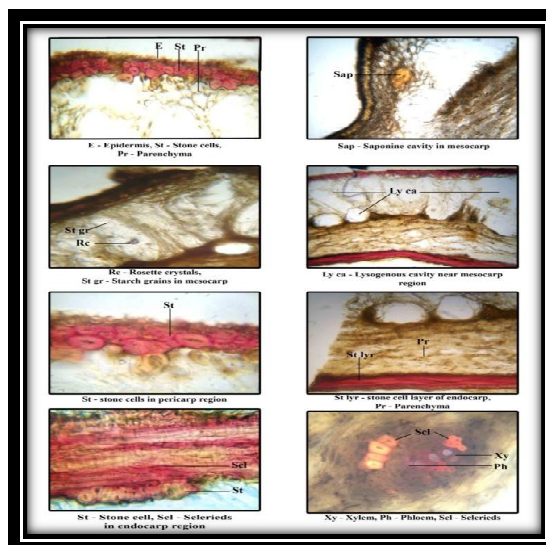 E St Pr
E - Epidermis, St - Stone cells,
Pr - Parenchyma
Sap
Sap - Saponine cavity in mesocarp
St gr
Rc
Rc - Rosette crystals,
St gr - Starch grains in mesocarp
Ly ca
Ly ca - Lysogenous cavity near mesocarp
region
St
St - stone cells in pericarp region
Pr
St lyr
St lyr - stone cell layer of endocarp,
Pr - Parenchyma
Scl
St
St - Stone cell, Scl - Sclerieds
in endocarp region
Scl
Xy
Ph
Xy - Xylem, Ph - Phloem, Scl - Sclerieds